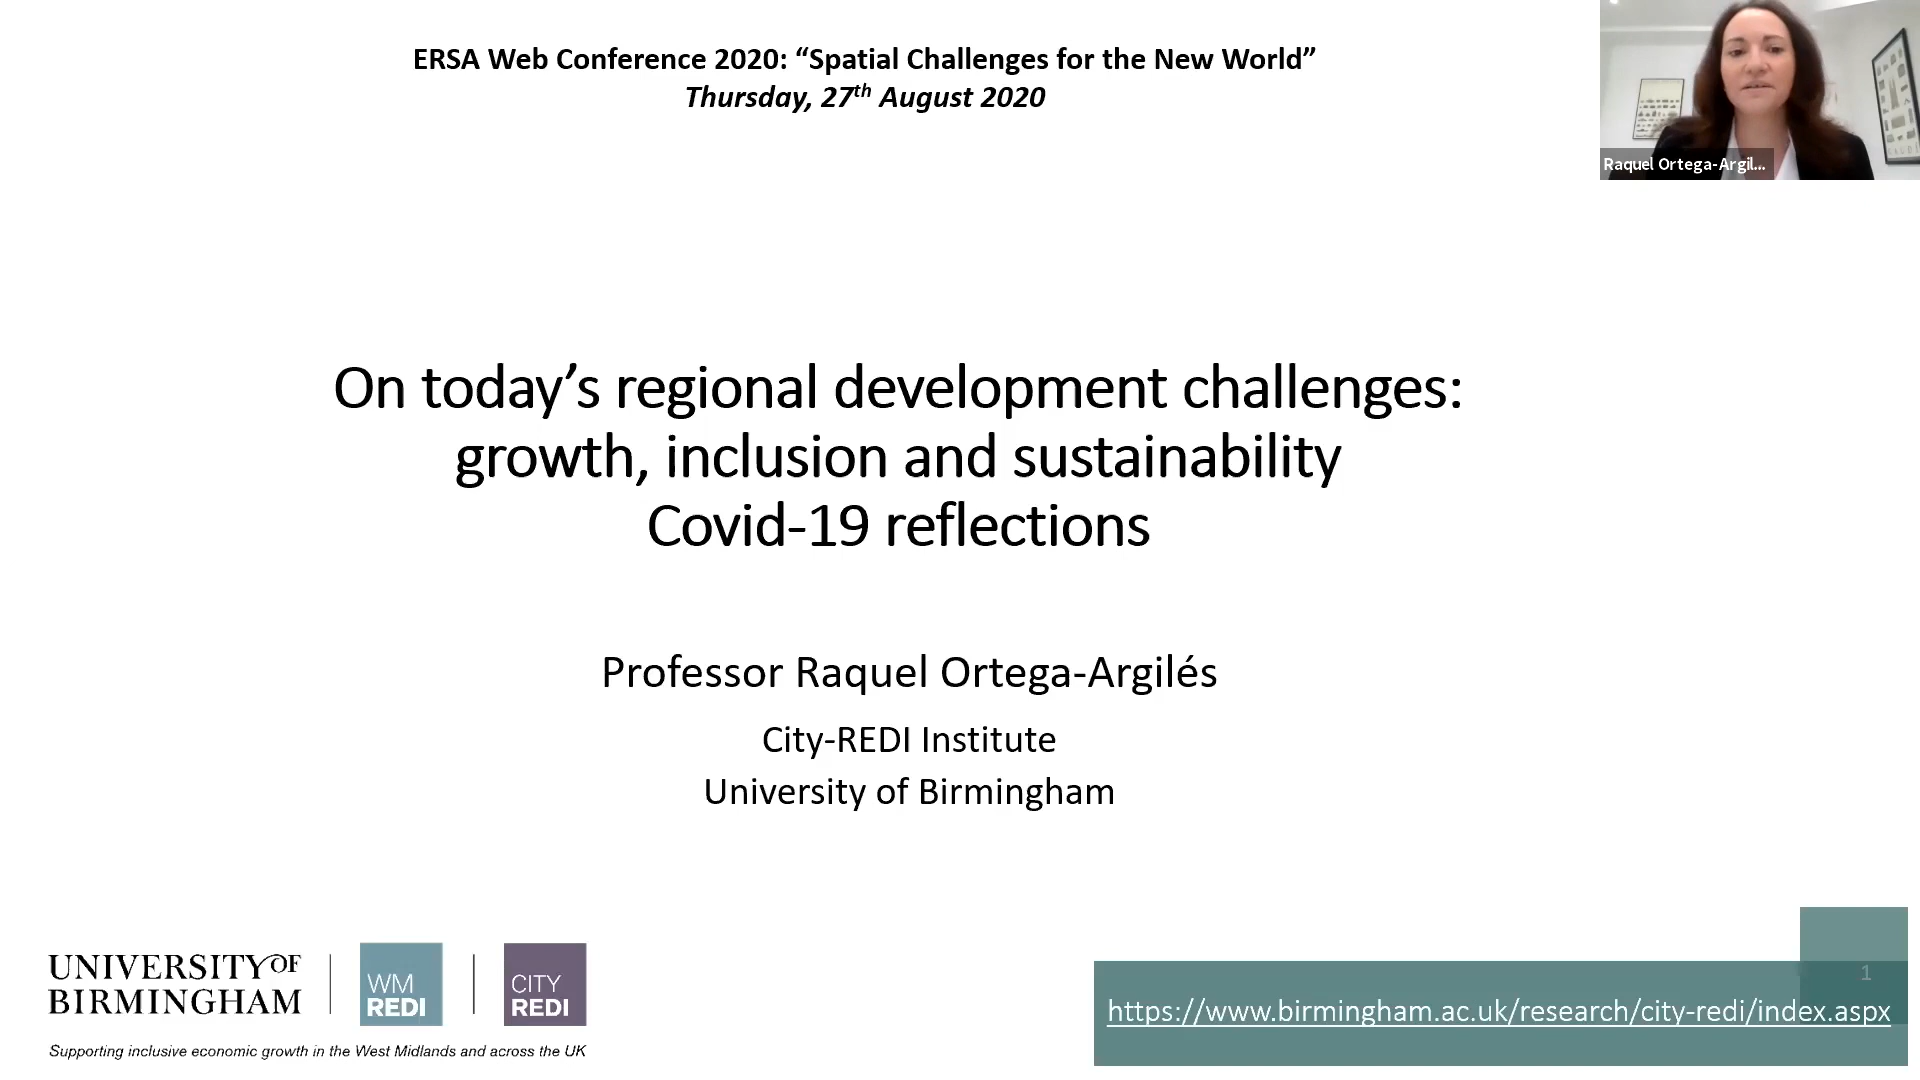 ERSA Web Conference 2020: “Spatial Challenges for the New World”
Thursday, 27th August 2020
Raquel Ortega-Argil...
On today’s regional development challenges:
growth, inclusion and sustainability
Covid-19 reflections
Professor Raquel Ortega-Argilés
City-REDI Institute
University of Birmingham
UNIVERSITY OF
BIRMINGHAM
WM
REDI
CITY
REDI
Supporting inclusive economic growth in the West Midlands and across the UK
1
https://www.birmingham.ac.uk/research/city-redi/index.aspx